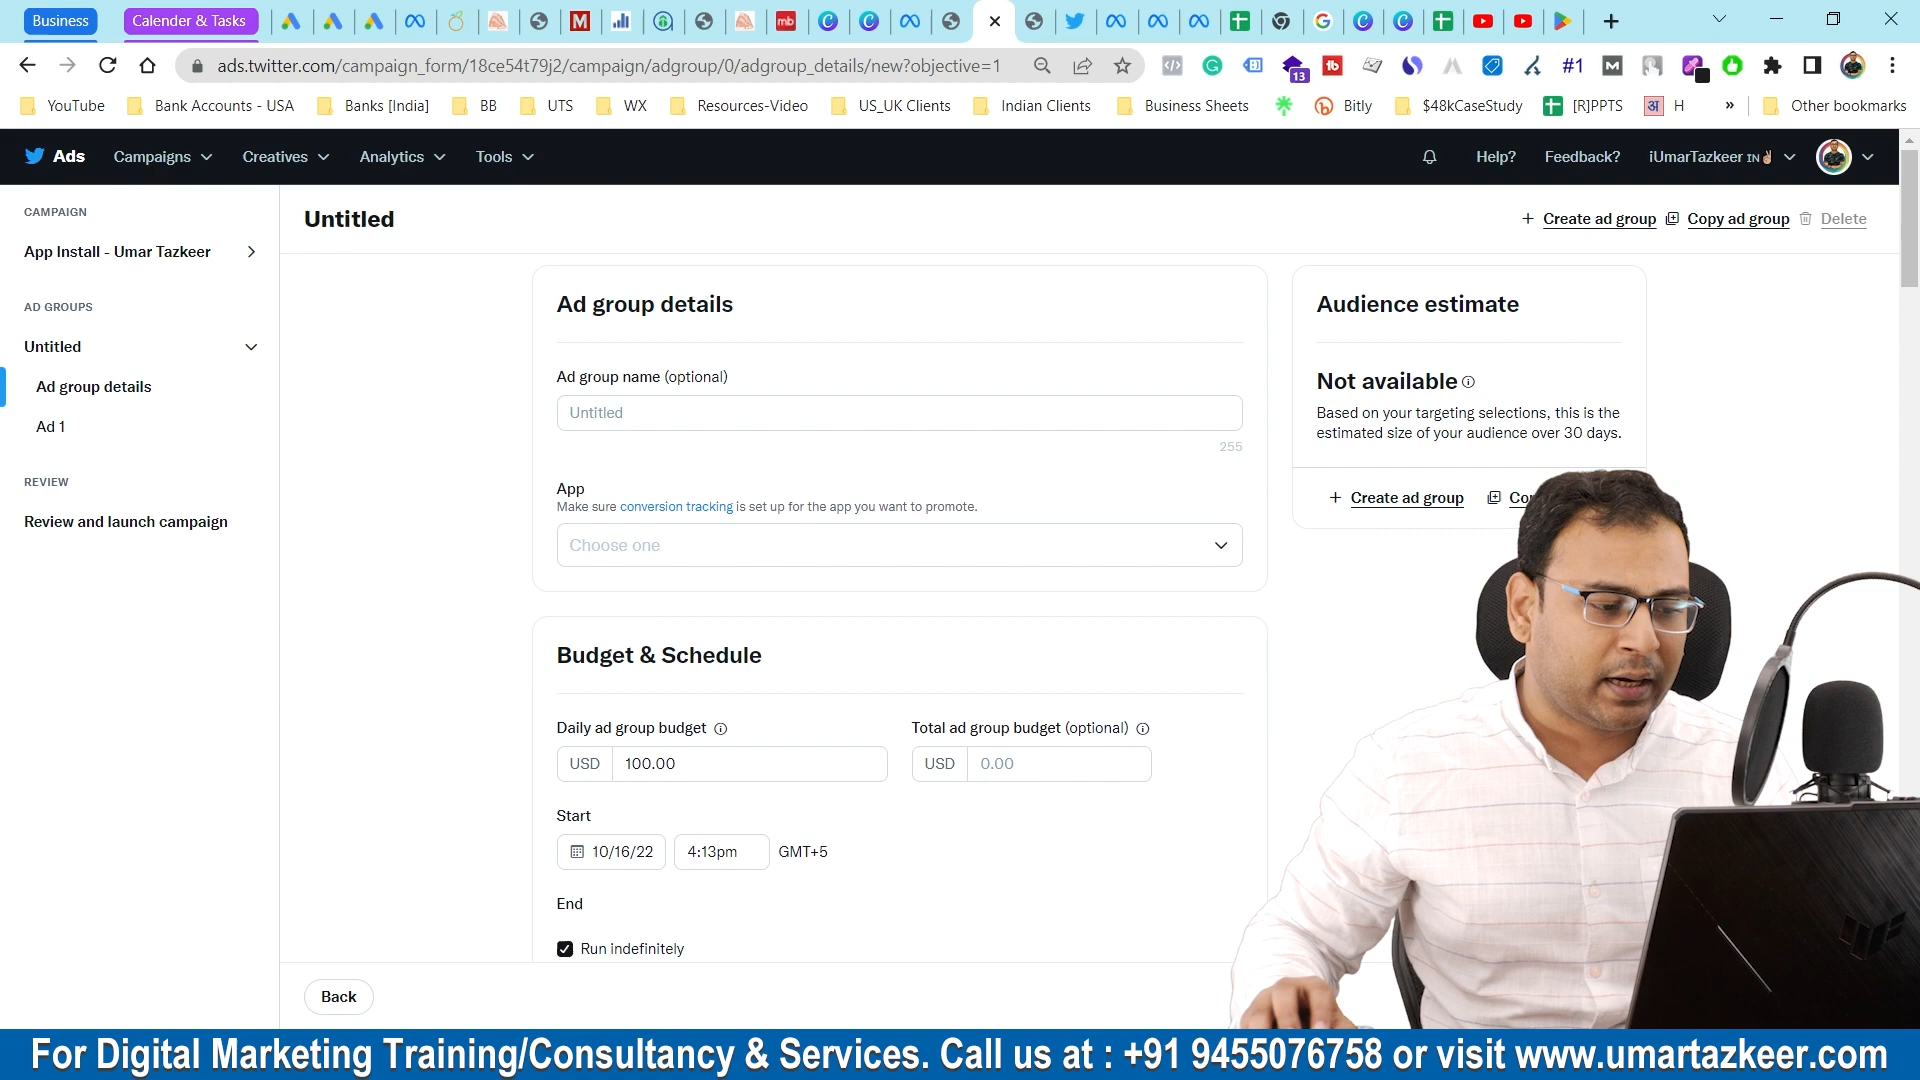 Business
Calender & Tasks
ads.twitter.com/campaign_form/18ce54t79j2/campaign/adgroup/0/adgroup_details/new?objective=1
13
#1
YouTube
Bank Accounts - USA
Banks [India]
BB
UTS
WX
Resources-Video
US_UK Clients
Indian Clients
Business Sheets
Bitly
$48kCaseStudy
[R]PPTS
अ
H
»
Other bookmarks
Ads
Campaigns
Creatives
Analytics
Tools
Help?
Feedback?
iUmarTazkeer IN✌
CAMPAIGN
App Install - Umar Tazkeer
AD GROUPS
Untitled
Ad group details
Ad 1
REVIEW
Review and launch campaign
Untitled
+ Create ad group
Copy ad group
Delete
Ad group details
Ad group name (optional)
Untitled
255
App
Make sure conversion tracking is set up for the app you want to promote.
Choose one
Audience estimate
Not available
Based on your targeting selections, this is the
estimated size of your audience over 30 days.
+ Create ad group
Budget & Schedule
Daily ad group budget
USD 100.00
Total ad group budget (optional)
USD 0.00
Start
10/16/22
4:13pm
GMT+5
End
Run indefinitely
Back
For Digital Marketing Training/Consultancy & Services. Call us at : +91 9455076758 or visit www.umartazkeer.com